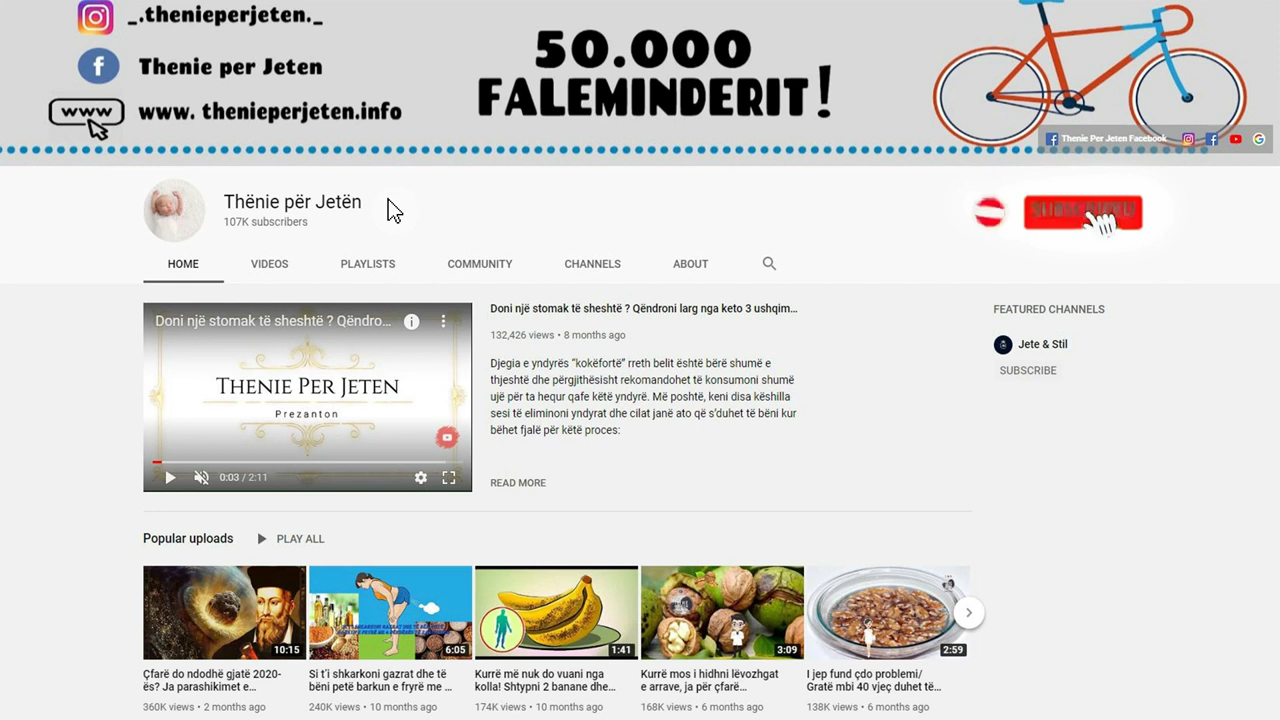 _.thenieperjeten._
Thenie per Jeten
www
www. thenieperjeten.info
50.000
FALEMINDERIT!
Thenie Per Jeten Facebook
Thënie për Jetën
107K subscribers
HOME
VIDEOS
PLAYLISTS
COMMUNITY
CHANNELS
ABOUT
Doni një stomak të sheshtë ? Qëndro...
THENIE PER JETEN
Prezanton
0:03 / 2:11
Doni një stomak të sheshtë ? Qëndroni larg nga keto 3 ushqim...
132,426 views • 8 months ago
Djegia e yndyrës “kokëfortë” rreth belit është bërë shumë e
thjeshtë dhe përgjithësisht rekomandohet të konsumoni shumë
ujë për ta hequr qafe këtë yndyrë. Më poshtë, keni disa këshilla
sesi të eliminoni yndyrat dhe cilat janë ato që s’duhet të bëni kur
bëhet fjalë për këtë proces:
READ MORE
FEATURED CHANNELS
Jete & Stil
SUBSCRIBE
Popular uploads
PLAY ALL
10:15
6:05
1:41
3:09
2:59
Çfarë do ndodhë gjatë 2020-
ës? Ja parashikimet e...
360K views • 2 months ago
Si t’i shkarkoni gazrat dhe të
bëni petë barkun e fryrë me ...
240K views • 10 months ago
Kurrë më nuk do vuani nga
kolla! Shtypni 2 banane dhe...
174K views • 10 months ago
Kurrë mos i hidhni lëvozhgat
e arrave, ja për çfarë...
168K views • 6 months ago
I jep fund çdo problemi/
Gratë mbi 40 vjeç duhet të...
138K views • 6 months ago